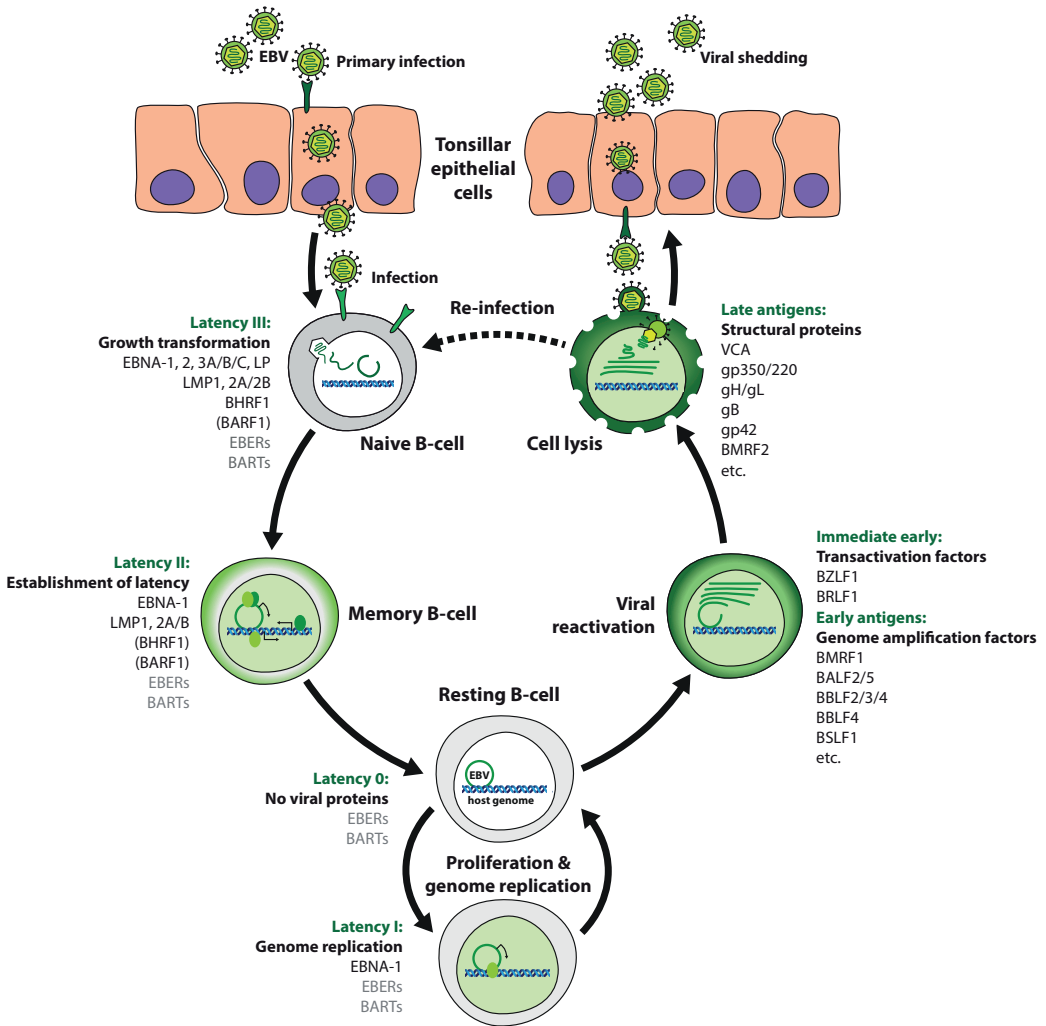 EBV
Primary infection
Viral shedding
Tonsillar
epithelial
cells
Infection
Re-infection
Latency III:
Growth transformation
EBNA-1, 2, 3A/B/C, LP
LMP1, 2A/2B
BHRF1
(BARF1)
EBERs
BARTs
Naive B-cell
Cell lysis
Late antigens:
Structural proteins
VCA
gp350/220
gH/gL
gB
gp42
BMRF2
etc.
Latency II:
Establishment of latency
EBNA-1
LMP1, 2A/B
(BHRF1)
(BARF1)
EBERs
BARTs
Memory B-cell
Viral
reactivation
Immediate early:
Transactivation factors
BZLF1
BRLF1
Early antigens:
Genome amplification factors
BMRF1
BALF2/5
BBLF2/3/4
BBLF4
BSLF1
etc.
Resting B-cell
EBV
host genome
Latency 0:
No viral proteins
EBERs
BARTs
Proliferation &
genome replication
Latency I:
Genome replication
EBNA-1
EBERs
BARTs